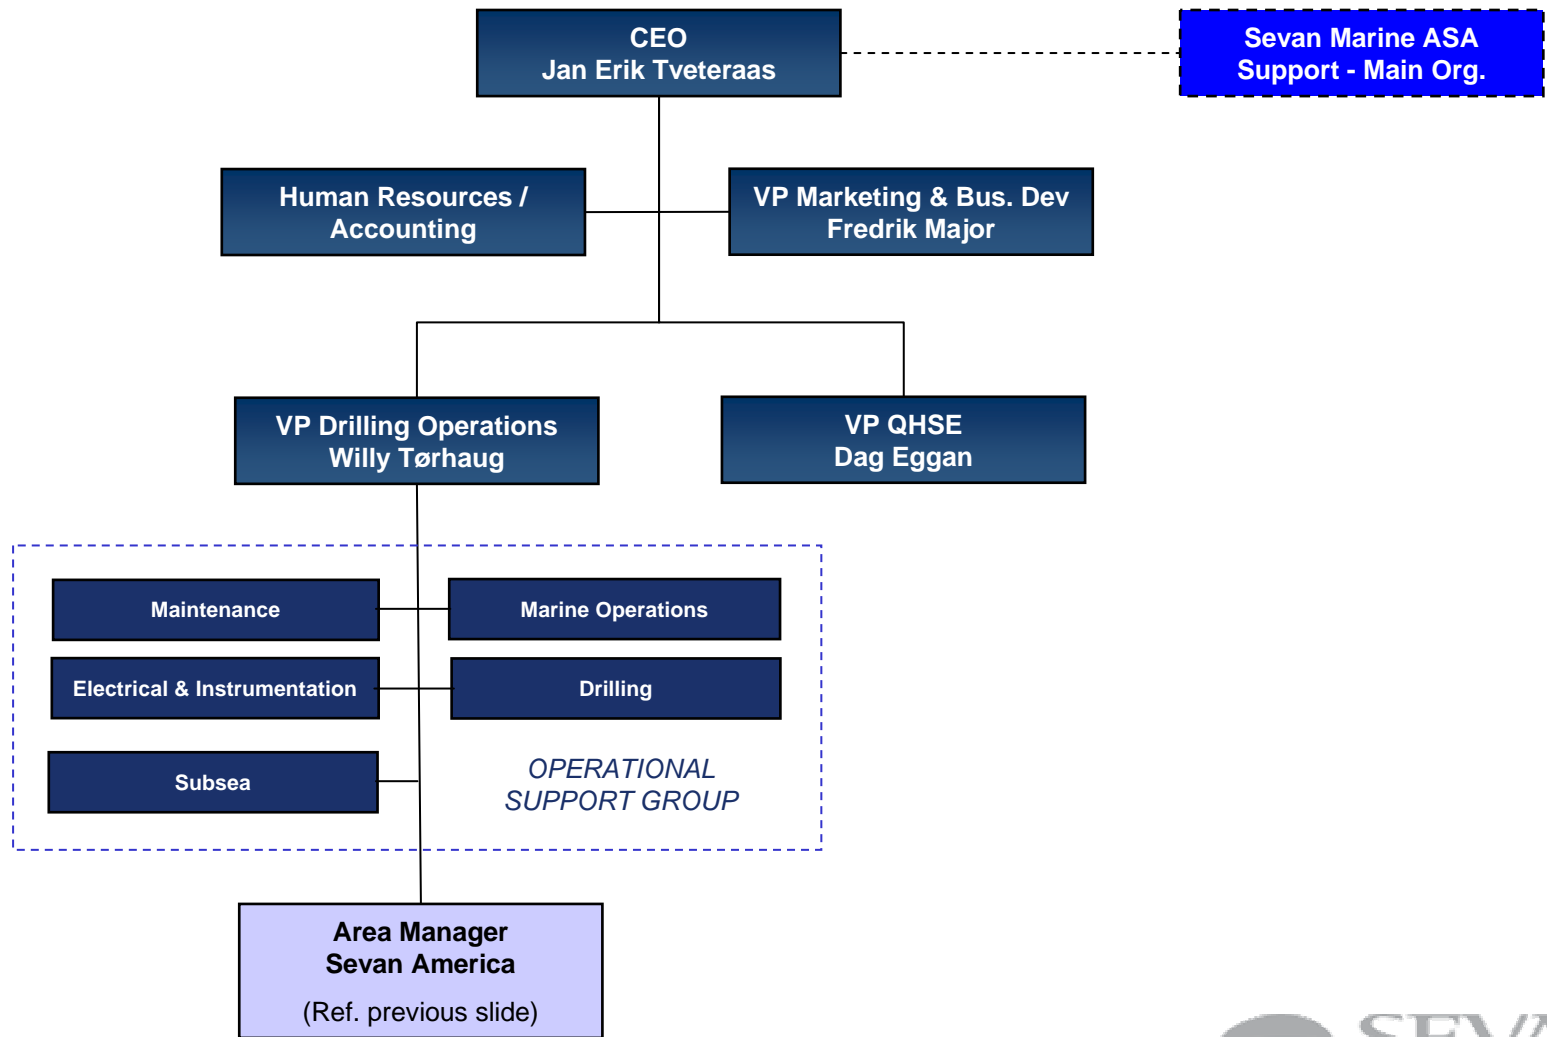 CEO
Jan Erik Tveteraas
Sevan Marine ASA
Support - Main Org.
Human Resources /
Accounting
VP Marketing & Bus. Dev
Fredrik Major
VP Drilling Operations
Willy Tørhaug
VP QHSE
Dag Eggan
Maintenance
Marine Operations
Electrical & Instrumentation
Drilling
Subsea
OPERATIONAL
SUPPORT GROUP
Area Manager
Sevan America
(Ref. previous slide)